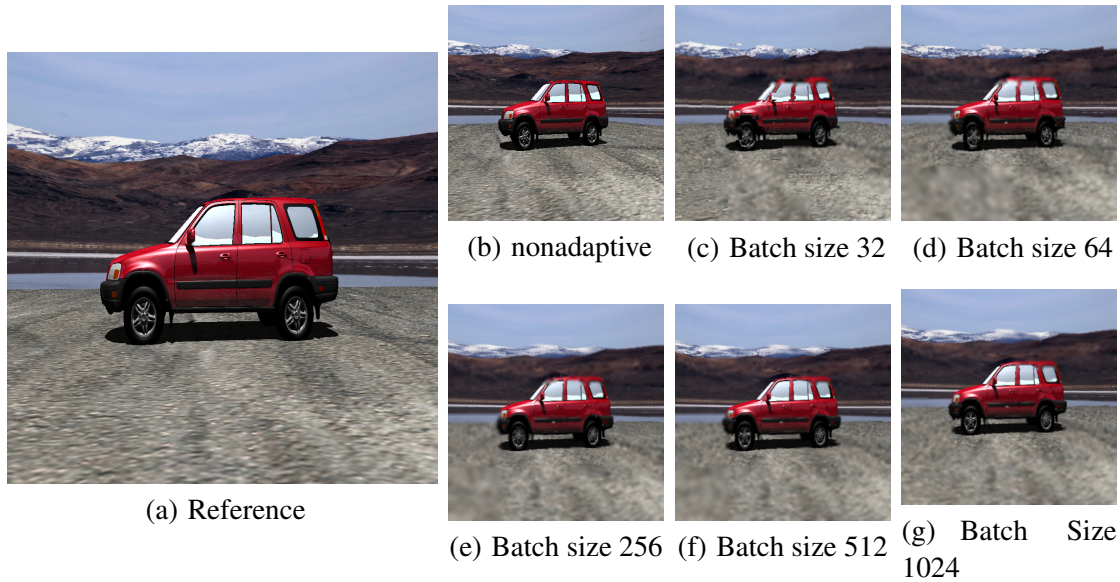 (a) Reference
(b) nonadaptive
(c) Batch size 32
(d) Batch size 64
(e) Batch size 256
(f) Batch size 512
(g) Batch Size
1024